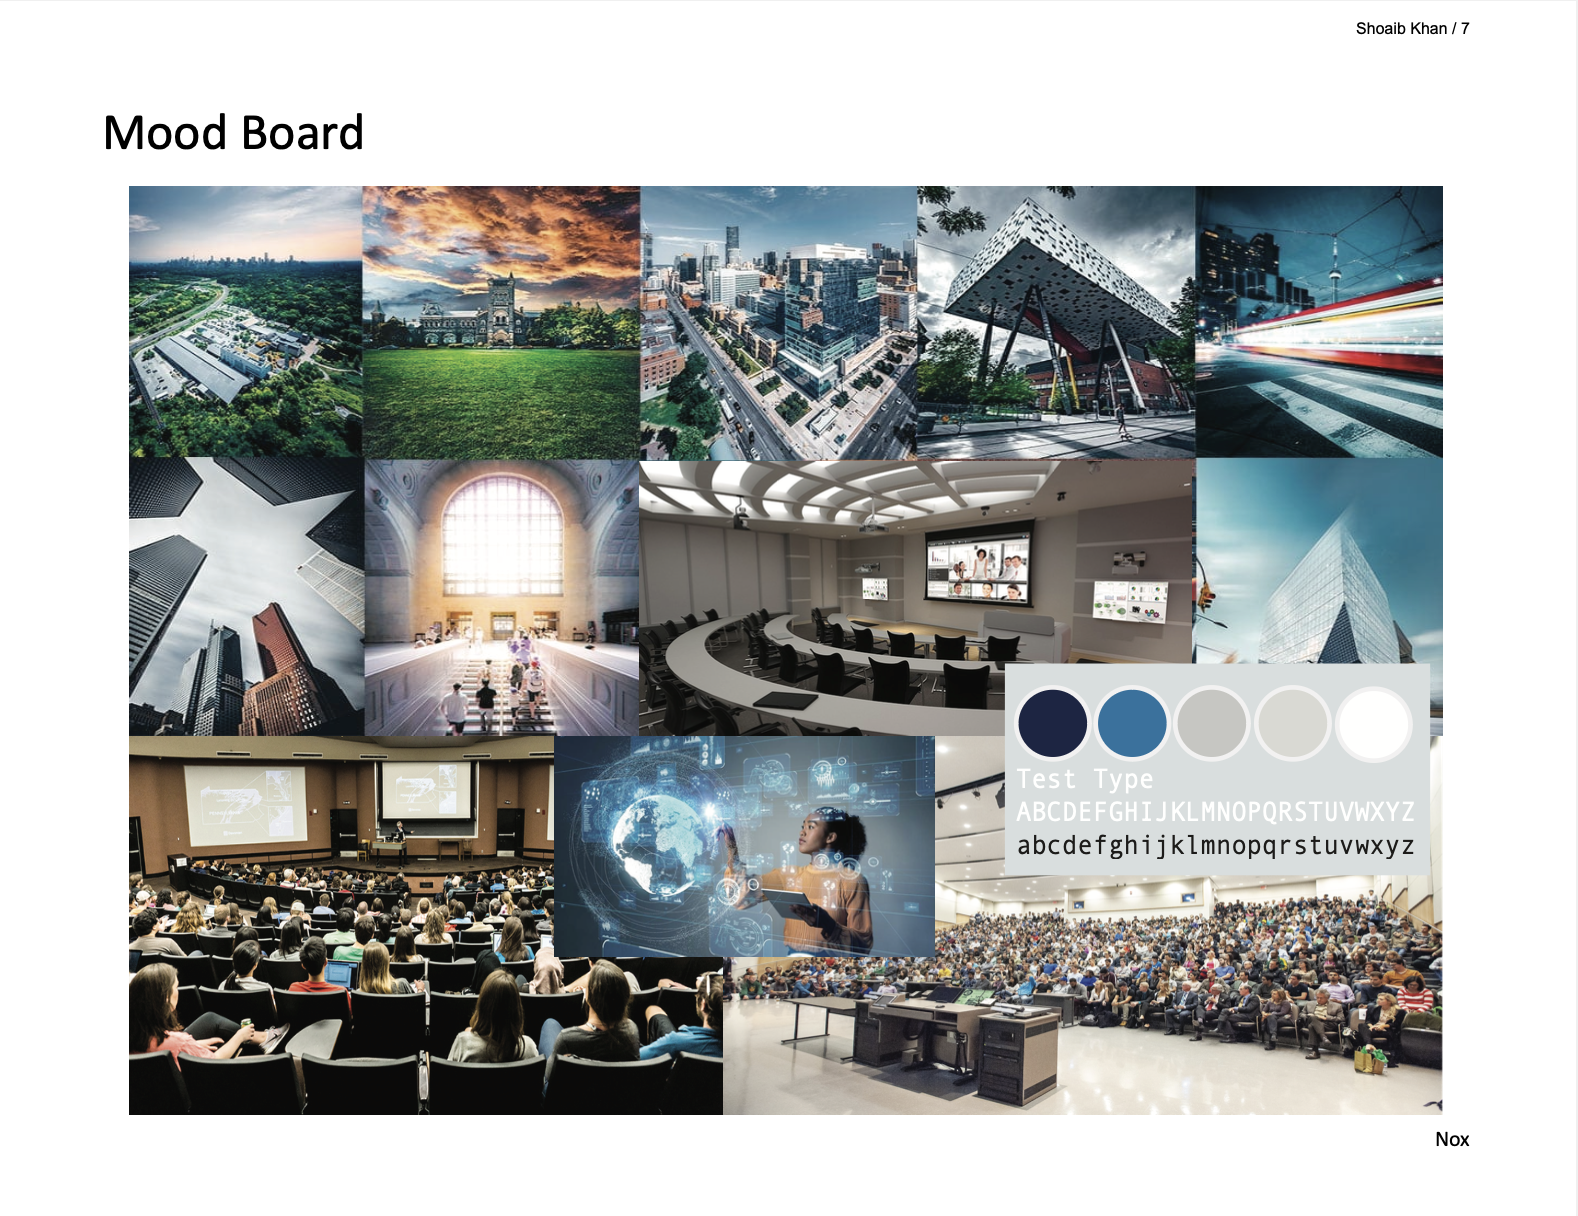 Shoaib Khan / 7
Mood Board
Test Type
ABCDEFGHIJKLMNOPQRSTUVWXYZ
abcdefghijklmnopqrstuvwxyz
Nox